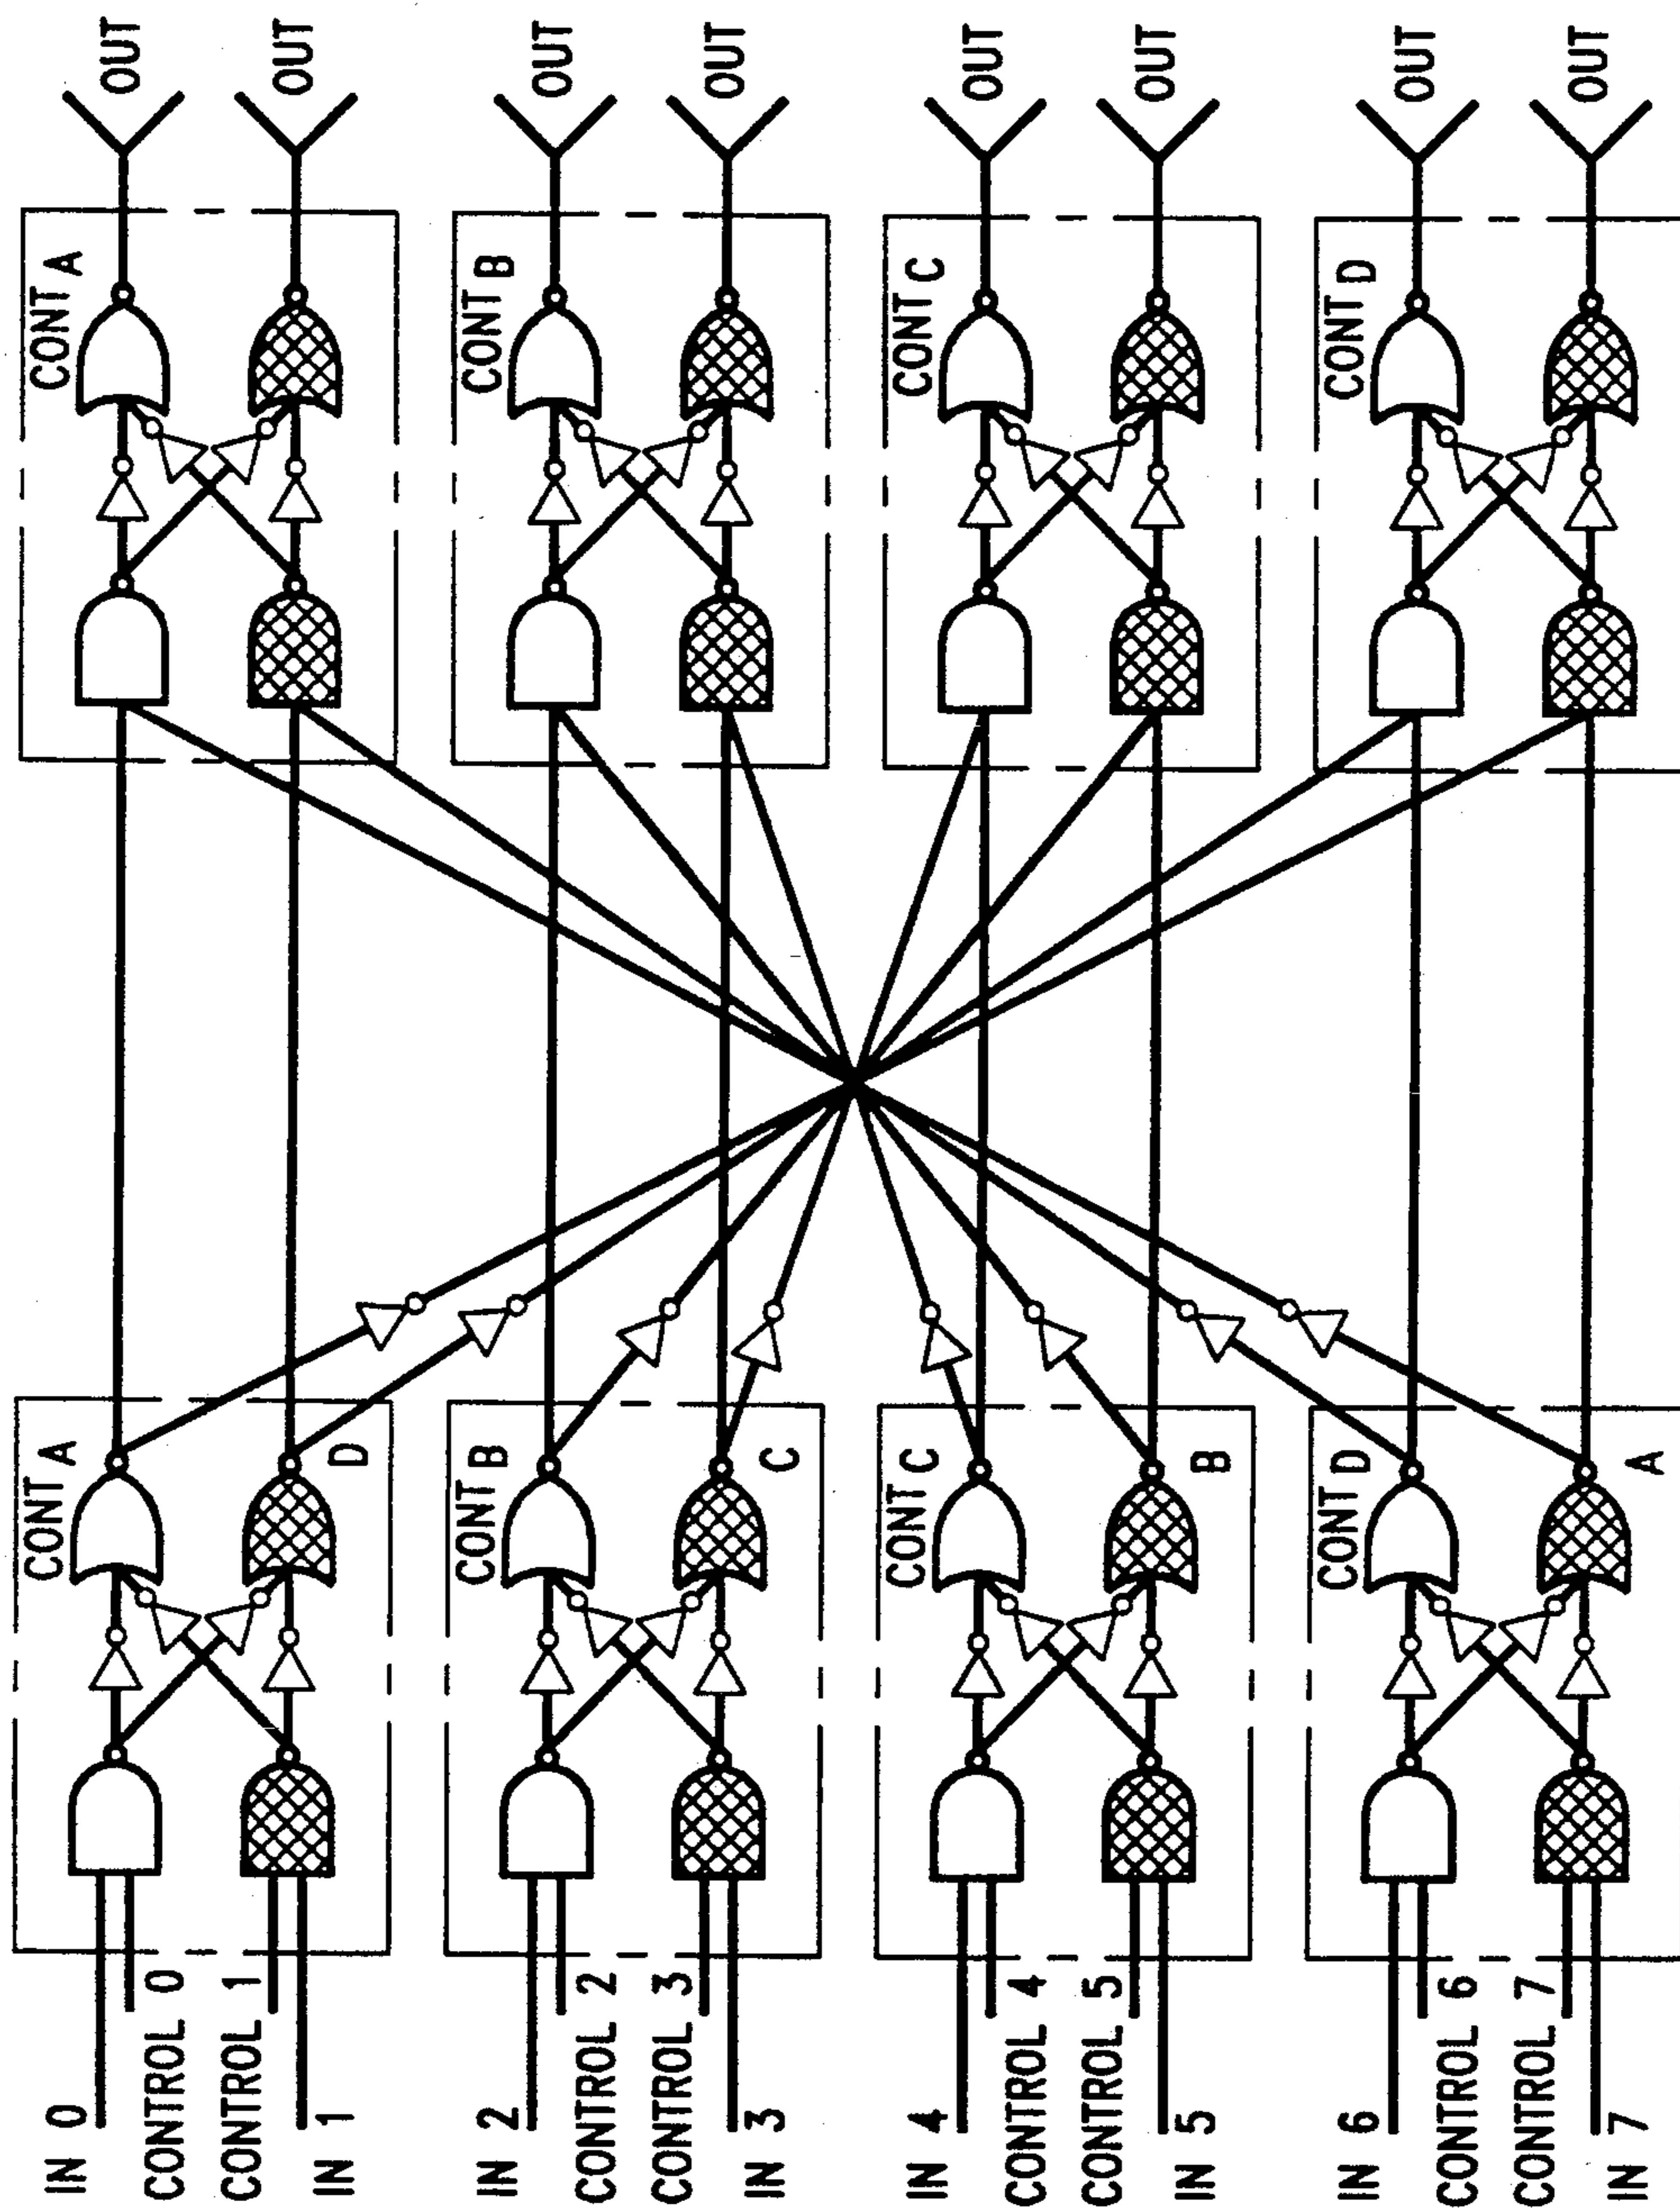 IN 0
CONTROL 0
CONTROL 1
IN 1
IN 2
CONTROL 2
CONTROL 3
IN 3
IN 4
CONTROL 4
CONTROL 5
IN 5
IN 6
CONTROL 6
CONTROL 7
IN 7
CONT A
D
CONT B
C
CONT C
B
CONT D
A
CONT A
CONT B
CONT C
CONT D
OUT
OUT
OUT
OUT
OUT
OUT
OUT
OUT